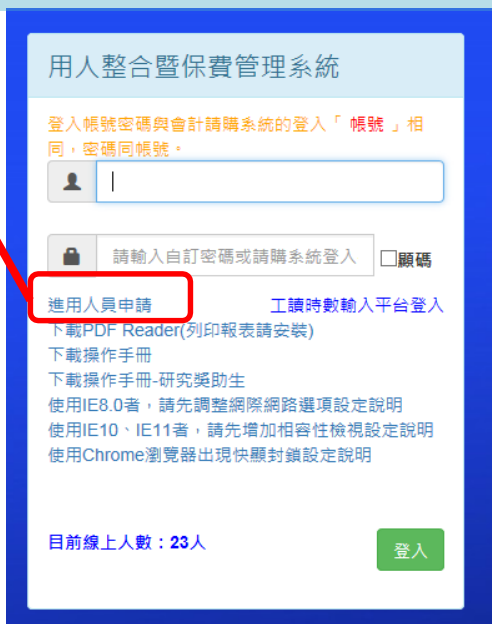 用人整合暨保費管理系統
登入帳號密碼與會計請購系統的登入「 帳號 」相
同，密碼同帳號。
請輸入自訂密碼或請購系統登入
顯碼
進用人員申請 工讀時數輸入平台登入
下載PDF Reader(列印報表請安裝)
下載操作手冊
下載操作手冊-研究獎助生
使用IE8.0者，請先調整網際網路選項設定說明
使用IE10、IE11者，請先增加相容性檢視設定說明
使用Chrome瀏覽器出現快顯封鎖設定說明
目前線上人數：23人
登入